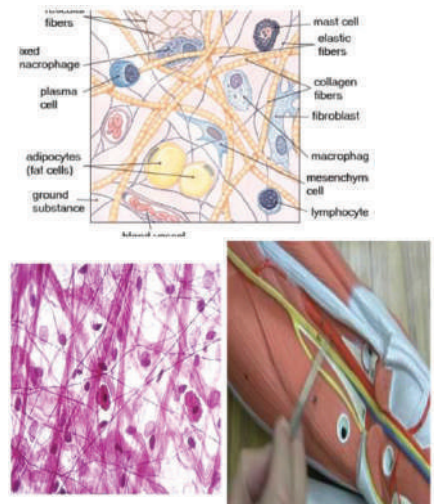 fibers
ixed
macrophage
plasma
cell
adipocytes
(fat cells)
ground
substance
mast cell
elastic
fibers
collagen
fibers
fibroblast
macrophag
mesenchym
cell
lymphocyte